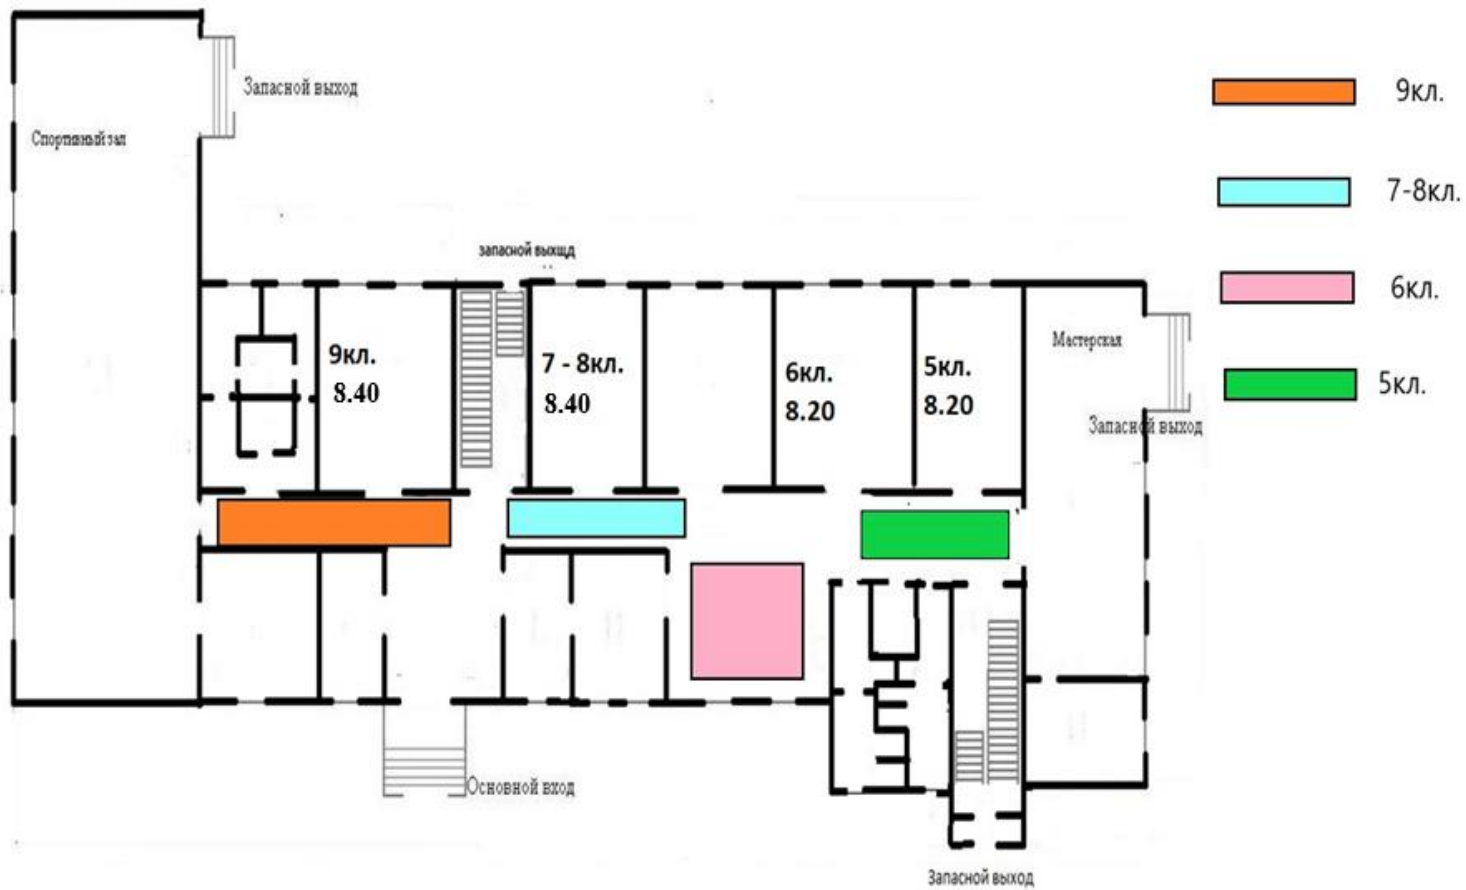 Запасной выход
9кл.
Спортивный зал
7-8кл.
запасной выхщд
6кл.
9кл.
8.40
7 - 8кл.
8.40
6кл.
8.20
5кл.
8.20
Мастерская
5кл.
Запасной выход
Основной вход
Запасной выход